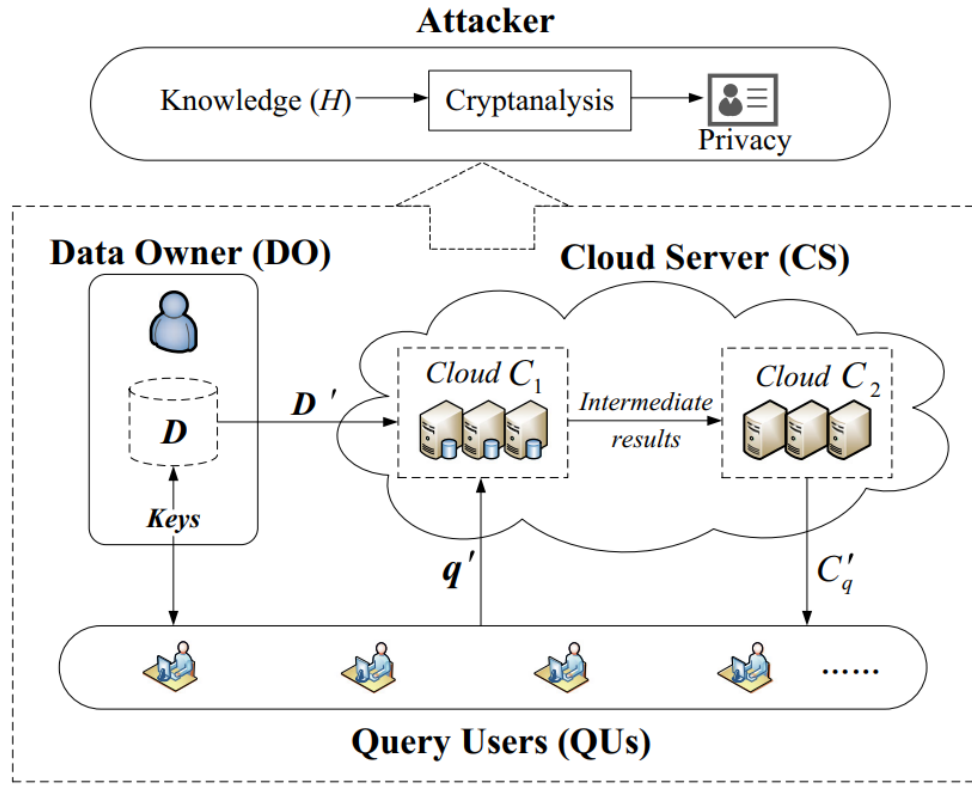 Attacker
Knowledge (H)
Cryptanalysis
Privacy
Data Owner (DO)
Cloud Server (CS)
D
D'
Keys
Cloud C₁
Intermediate
results
Cloud C₂
q'
C'q
......
Query Users (QUs)